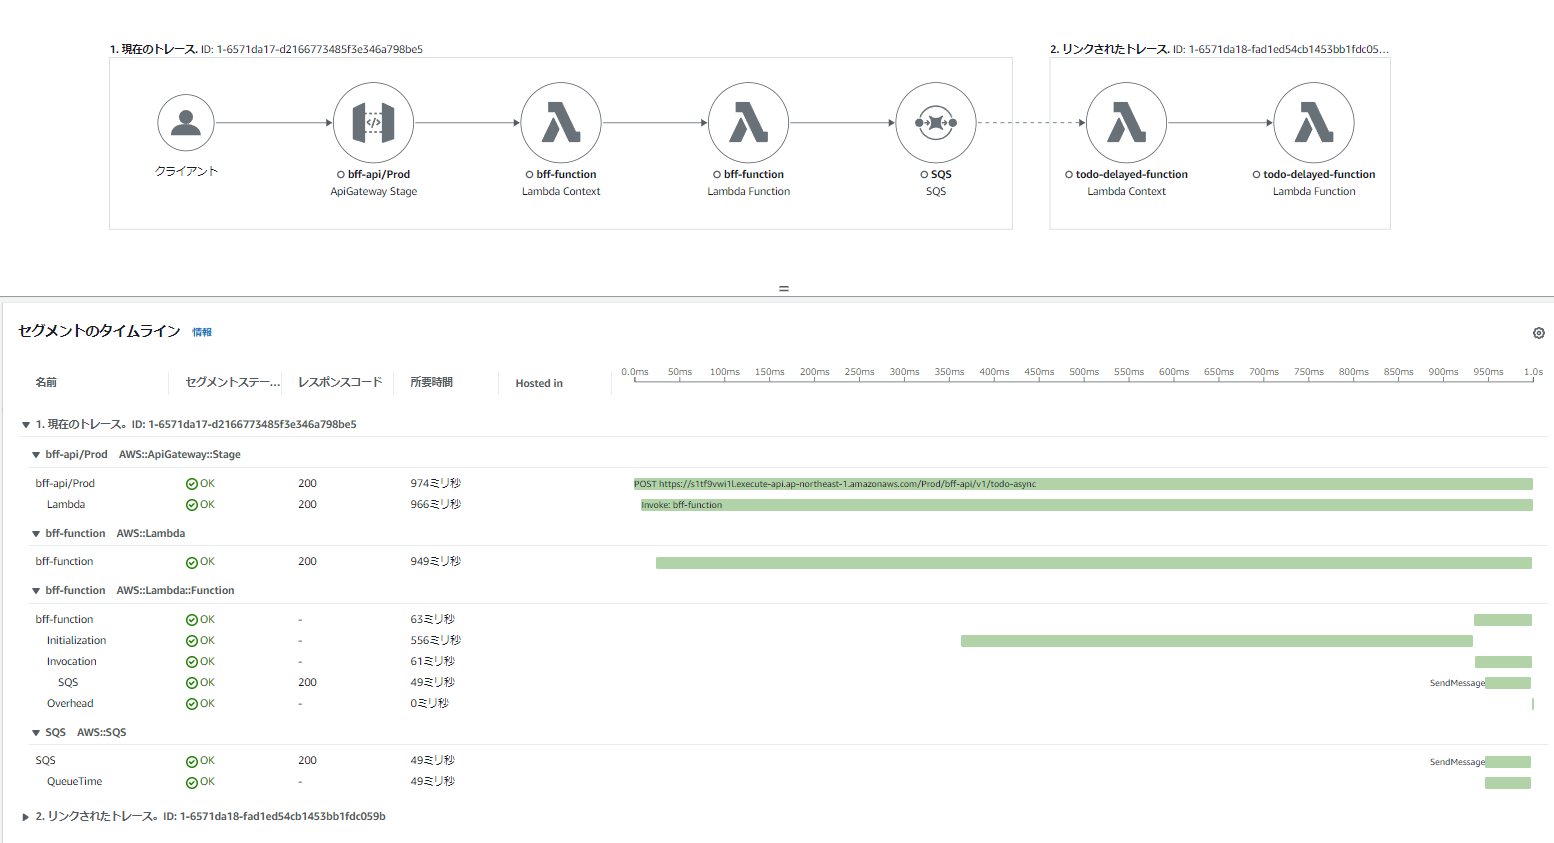 1. 現在のトレース. ID: 1-6571da17-d2166773485f3e346a798be5
2. リンクされたトレース. ID: 1-6571da18-fad1ed54cb1453bb1fdc05...
クライアント
bff-api/Prod
ApiGateway Stage
bff-function
Lambda Context
bff-function
Lambda Function
SQS
SQS
todo-delayed-function
Lambda Context
todo-delayed-function
Lambda Function
セグメントのタイムライン 情報
名前 セグメントステー... レスポンスコード 所要時間 Hosted in 0.0ms 50ms 100ms 150ms 200ms 250ms 300ms 350ms 400ms 450ms 500ms 550ms 600ms 650ms 700ms 750ms 800ms 850ms 900ms 950ms 1.0s
1. 現在のトレース。ID: 1-6571da17-d2166773485f3e346a798be5
bff-api/Prod AWS::ApiGateway::Stage
bff-api/Prod OK 200 974ミリ秒 POST https://s1tf9vwi1l.execute-api.ap-northeast-1.amazonaws.com/Prod/bff-api/v1/todo-async
Lambda OK 200 966ミリ秒 Invoke: bff-function
bff-function AWS::Lambda
bff-function OK 200 949ミリ秒
bff-function AWS::Lambda::Function
bff-function OK - 63ミリ秒
Initialization OK - 556ミリ秒
Invocation OK - 61ミリ秒
SQS OK 200 49ミリ秒 SendMessage
Overhead OK - 0ミリ秒
SQS AWS::SQS
SQS OK 200 49ミリ秒 SendMessage
QueueTime OK - 49ミリ秒
2. リンクされたトレース。ID: 1-6571da18-fad1ed54cb1453bb1fdc059b